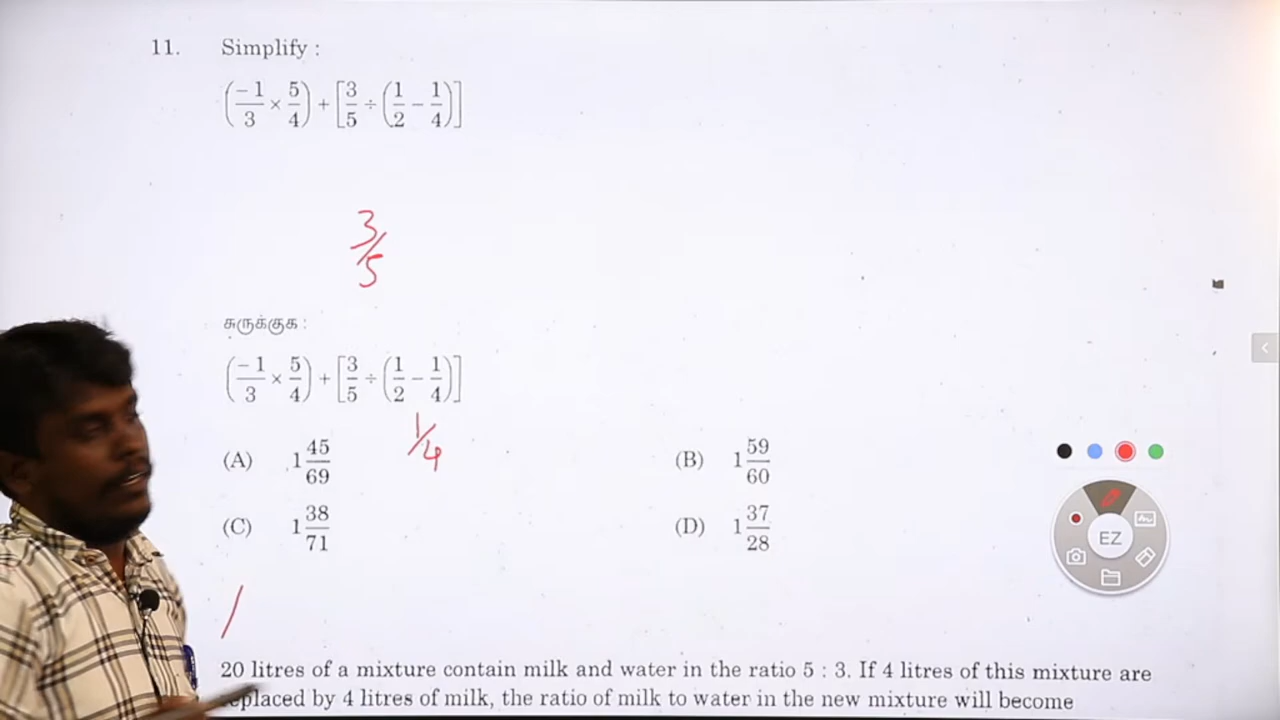 11. Simplify :
(-1/3 × 5/4) + [3/5 ÷ (1/2 − 1/4)]
3/5
சுருக்குக :
(-1/3 × 5/4) + [3/5 ÷ (1/2 − 1/4)]
1/4
(A) 1 45/69 (B) 1 59/60
(C) 1 38/71 (D) 1 37/28
20 litres of a mixture contain milk and water in the ratio 5 : 3. If 4 litres of this mixture are
by 4 litres of milk, the ratio of milk to water in the new mixture will become
EZ